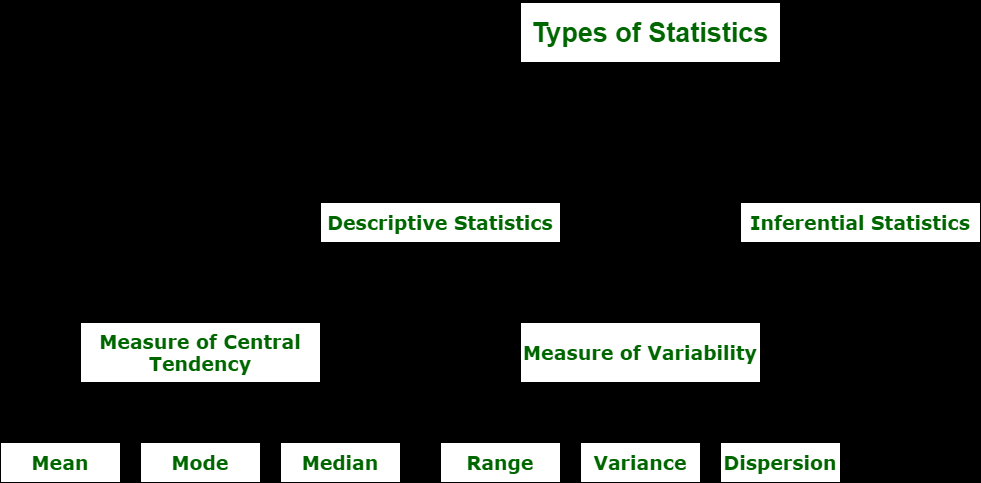 Types of Statistics
Descriptive Statistics
Inferential Statistics
Measure of Central
Tendency
Measure of Variability
Mean
Mode
Median
Range
Variance
Dispersion